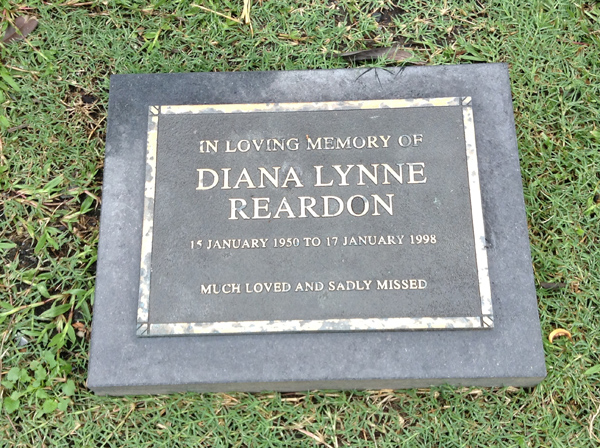 IN LOVING MEMORY OF
DIANA LYNNE
REARDON
15 JANUARY 1950 TO 17 JANUARY 1998
MUCH LOVED AND SADLY MISSED